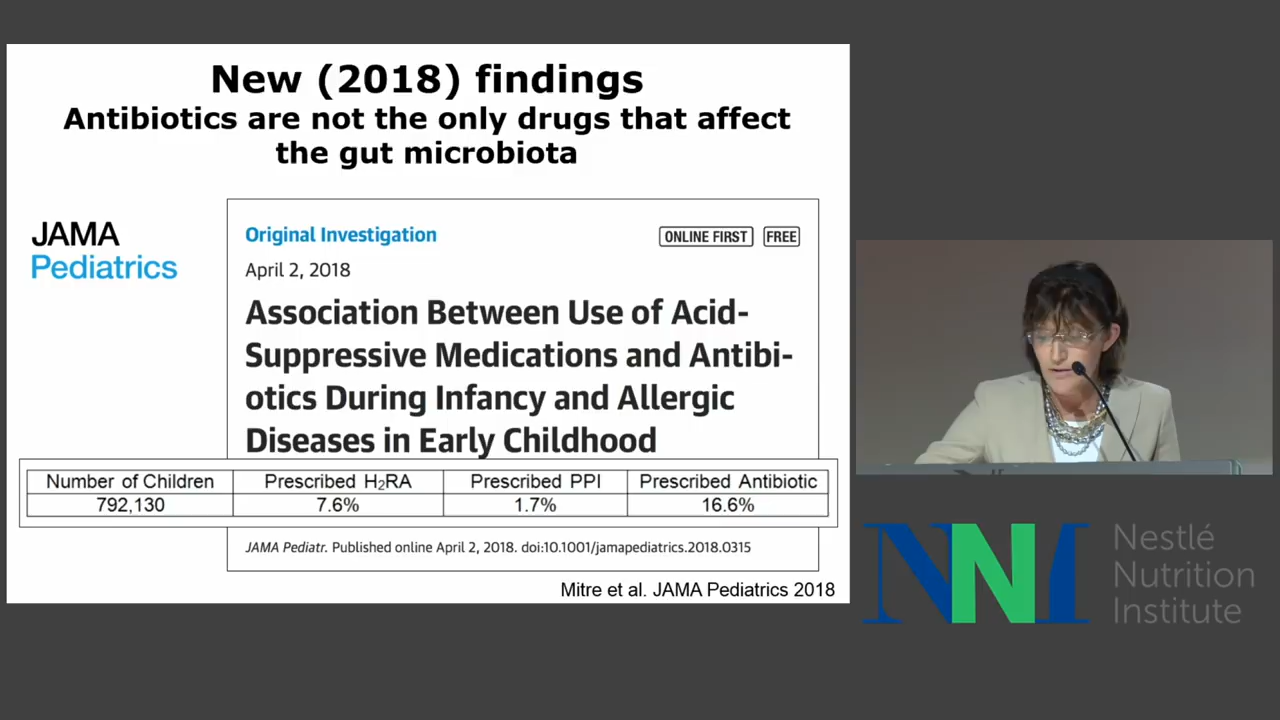 New (2018) findings
Antibiotics are not the only drugs that affect
the gut microbiota
JAMA
Pediatrics
Original Investigation
ONLINE FIRST FREE
April 2, 2018
Association Between Use of Acid-
Suppressive Medications and Antibi-
otics During Infancy and Allergic
Diseases in Early Childhood
Number of Children Prescribed H₂RA Prescribed PPI Prescribed Antibiotic
792,130 7.6% 1.7% 16.6%
JAMA Pediatr. Published online April 2, 2018. doi:10.1001/jamapediatrics.2018.0315
Mitre et al. JAMA Pediatrics 2018
NNI
Nestlé
Nutrition
Institute